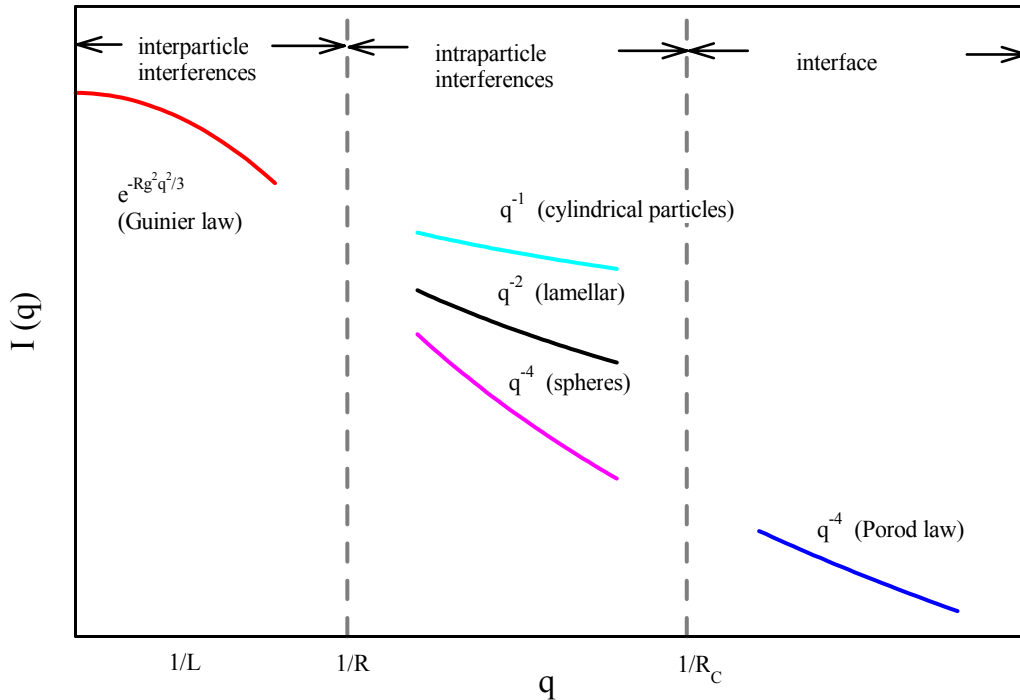 interparticle
interferences
intraparticle
interferences
interface
e^-Rg^2q^2/3
(Guinier law)
q^-1 (cylindrical particles)
q^-2 (lamellar)
q^-4 (spheres)
q^-4 (Porod law)
I (q)
1/L
1/R
1/R_C
q